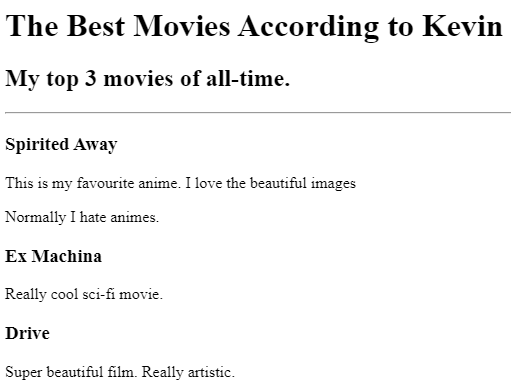 The Best Movies According to Kevin
My top 3 movies of all-time.
Spirited Away
This is my favourite anime. I love the beautiful images
Normally I hate animes.
Ex Machina
Really cool sci-fi movie.
Drive
Super beautiful film. Really artistic.